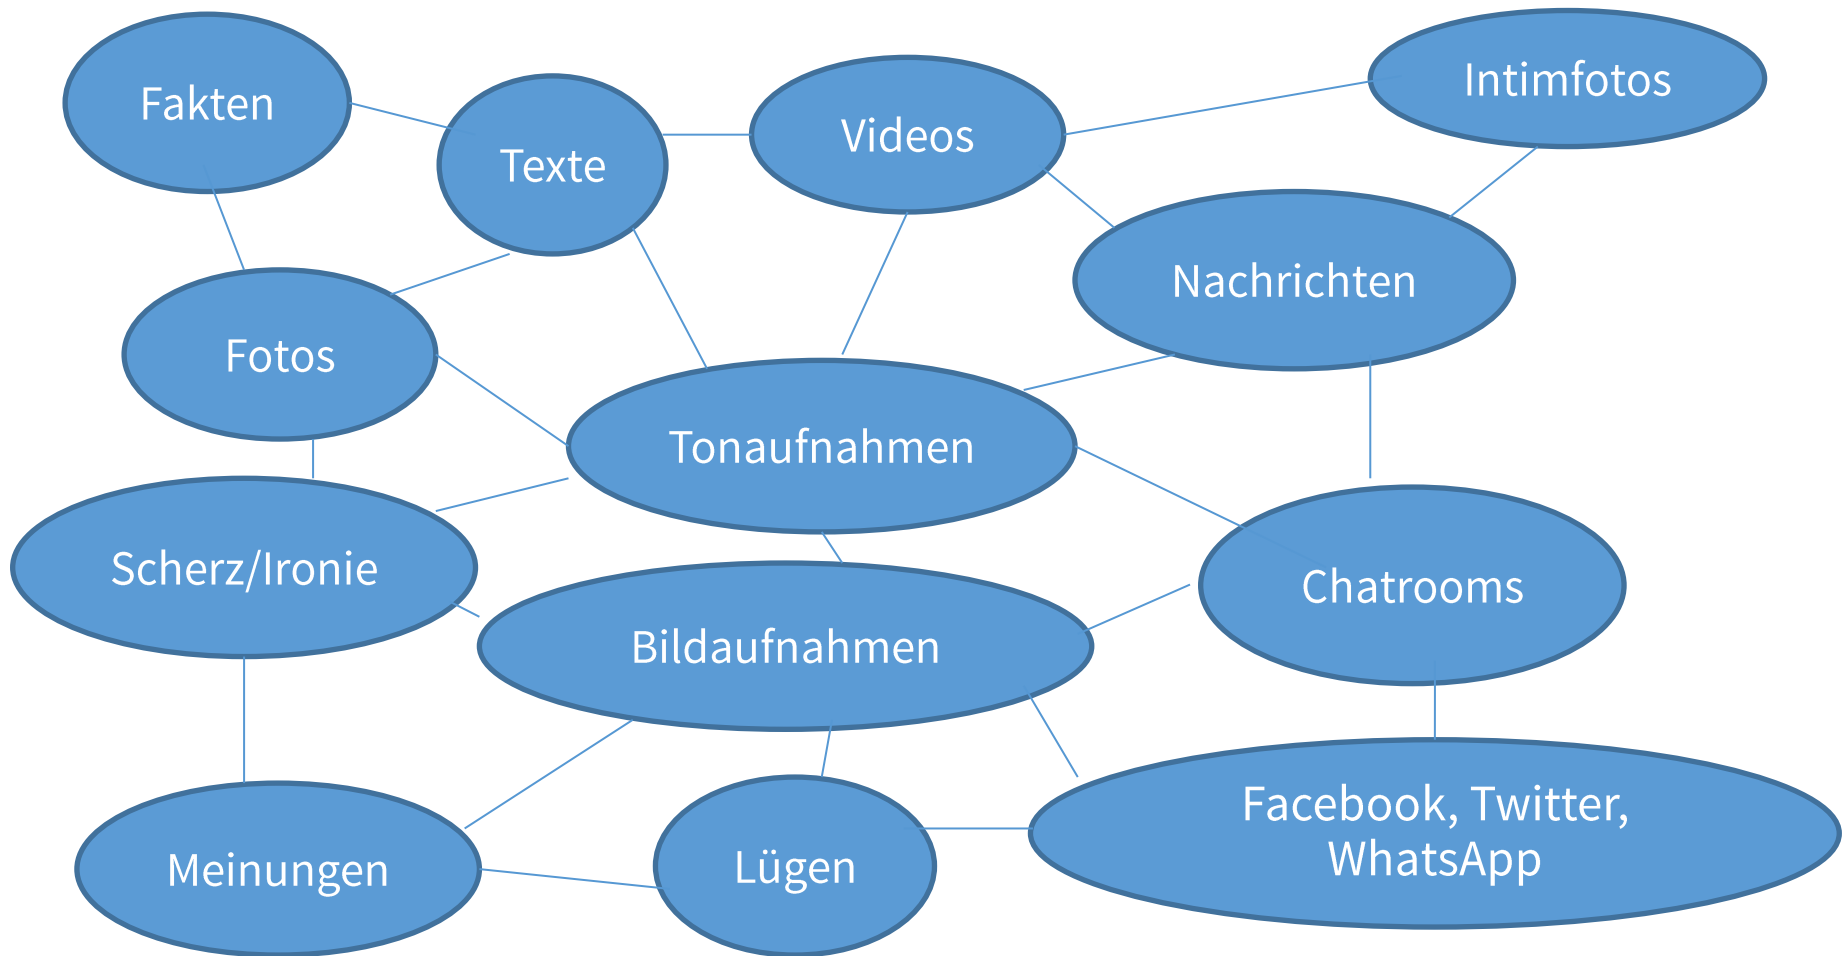 Fakten
Texte
Videos
Intimfotos
Nachrichten
Fotos
Tonaufnahmen
Scherz/Ironie
Chatrooms
Bildaufnahmen
Meinungen
Lügen
Facebook, Twitter,
WhatsApp